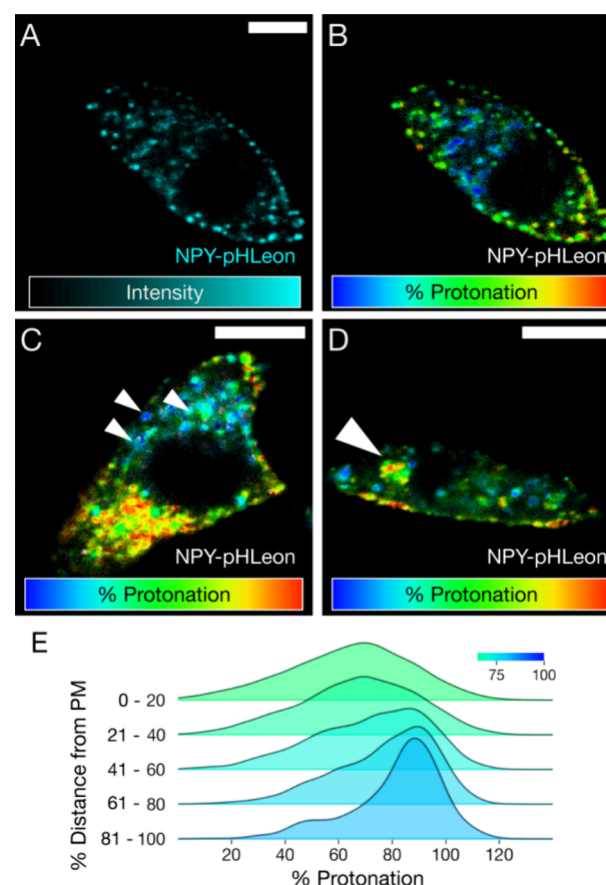 A
NPY-pHLeon
Intensity
B
NPY-pHLeon
% Protonation
C
NPY-pHLeon
% Protonation
D
NPY-pHLeon
% Protonation
E
75 100
% Distance from PM
0 - 20
21 - 40
41 - 60
61 - 80
81 - 100
20 40 60 80 100 120
% Protonation